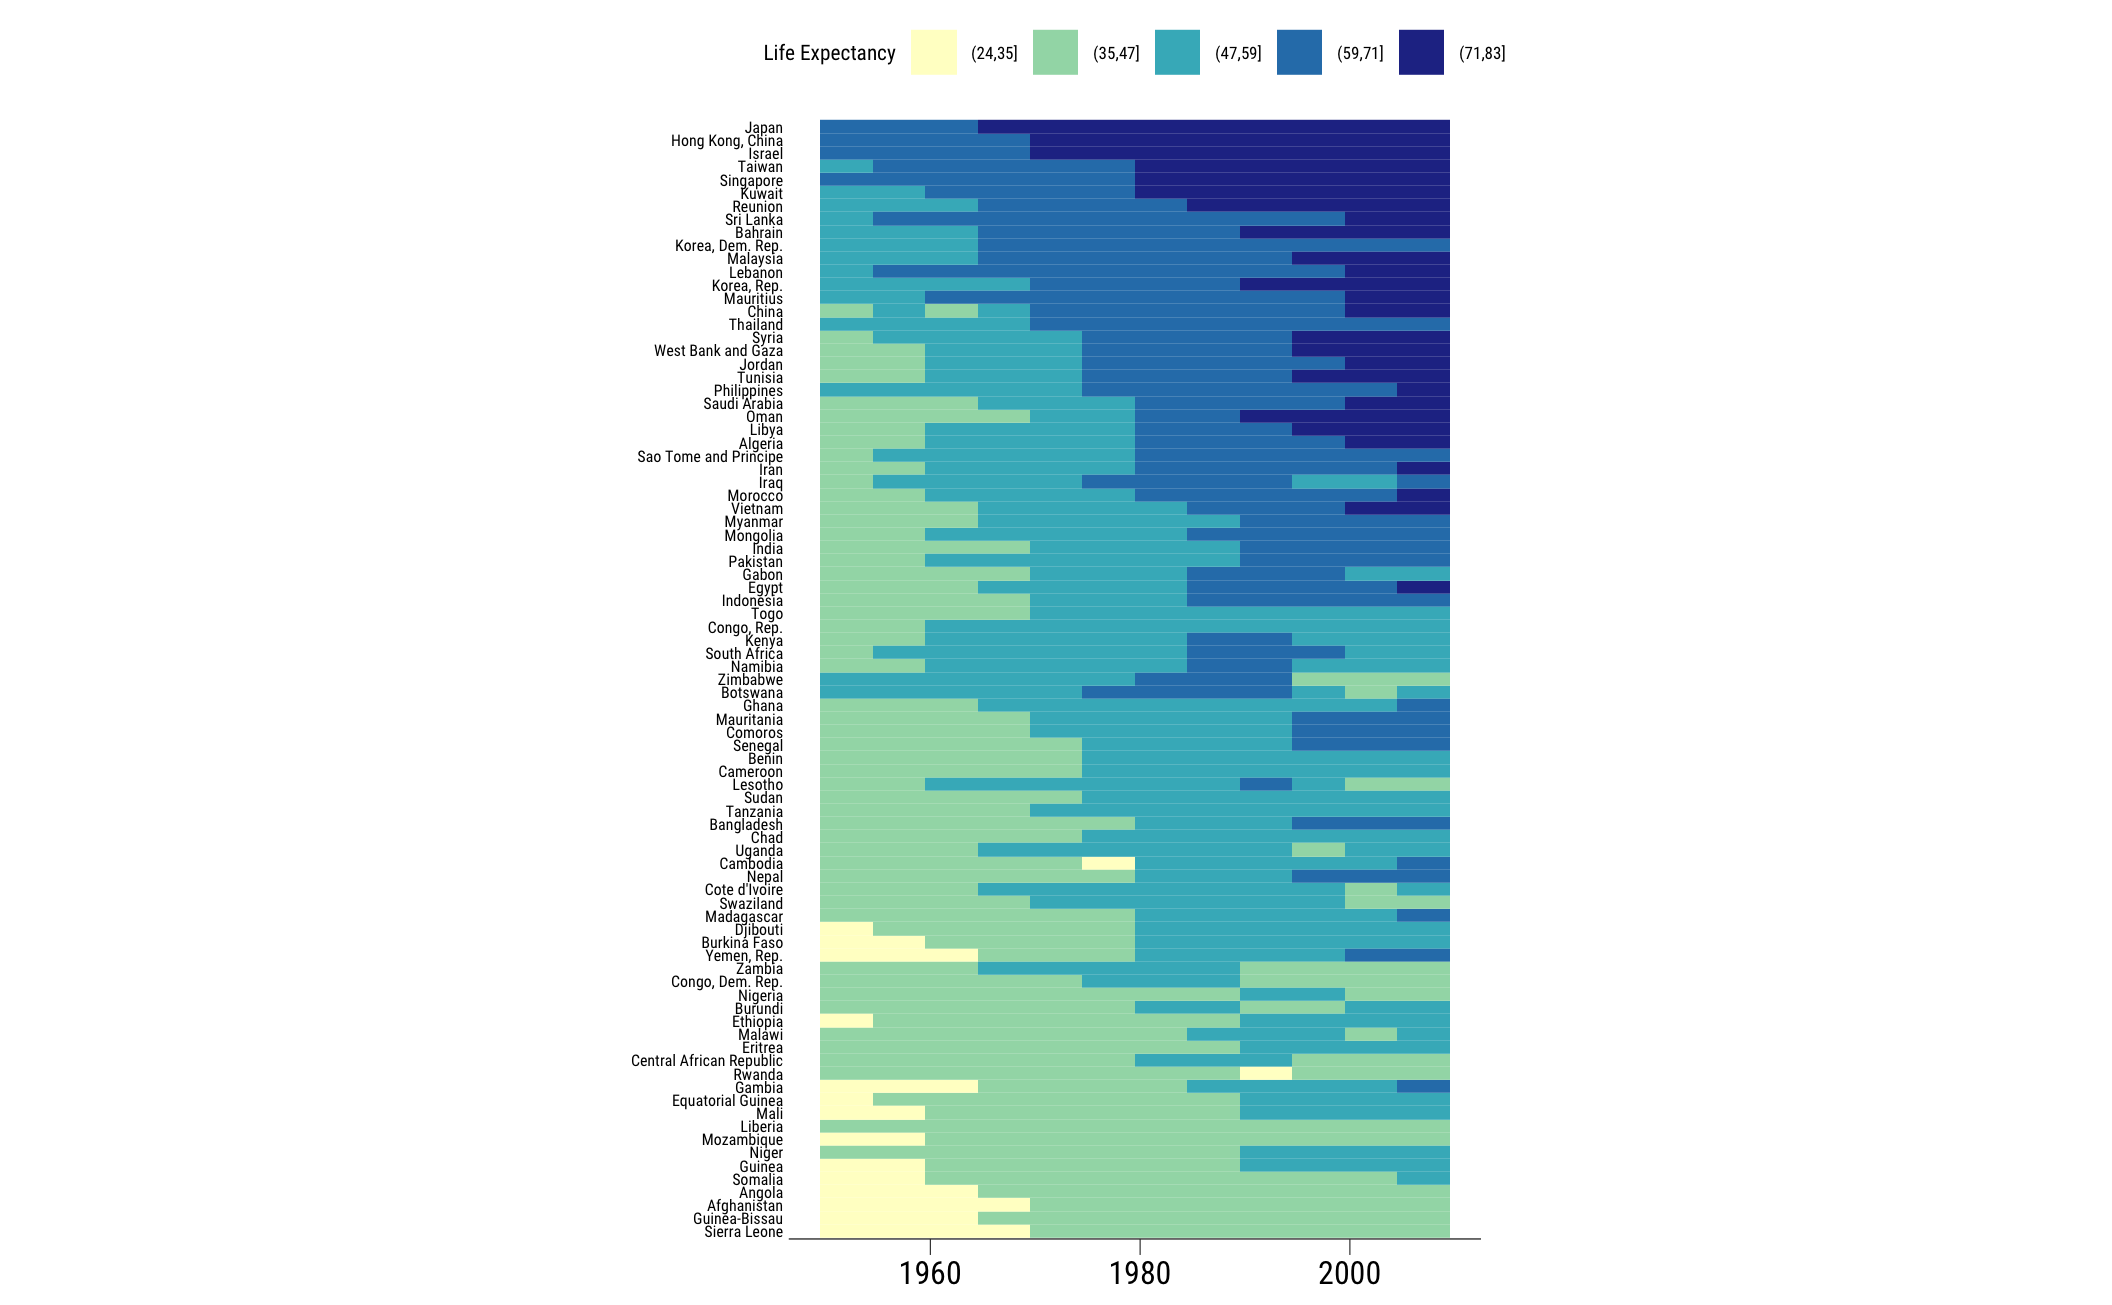 Life Expectancy (24,35] (35,47] (47,59] (59,71] (71,83]
Japan
Hong Kong, China
Israel
Taiwan
Singapore
Kuwait
Reunion
Sri Lanka
Bahrain
Korea, Dem. Rep.
Malaysia
Lebanon
Korea, Rep.
Mauritius
China
Thailand
Syria
West Bank and Gaza
Jordan
Tunisia
Philippines
Saudi Arabia
Oman
Libya
Algeria
Sao Tome and Principe
Iran
Iraq
Morocco
Vietnam
Myanmar
Mongolia
India
Pakistan
Gabon
Egypt
Indonesia
Togo
Congo, Rep.
Kenya
South Africa
Namibia
Zimbabwe
Botswana
Ghana
Mauritania
Comoros
Senegal
Benin
Cameroon
Lesotho
Sudan
Tanzania
Bangladesh
Chad
Uganda
Cambodia
Nepal
Cote d'Ivoire
Swaziland
Madagascar
Djibouti
Burkina Faso
Yemen, Rep.
Zambia
Congo, Dem. Rep.
Nigeria
Burundi
Ethiopia
Malawi
Eritrea
Central African Republic
Rwanda
Gambia
Equatorial Guinea
Mali
Liberia
Mozambique
Niger
Guinea
Somalia
Angola
Afghanistan
Guinea-Bissau
Sierra Leone
1960 1980 2000